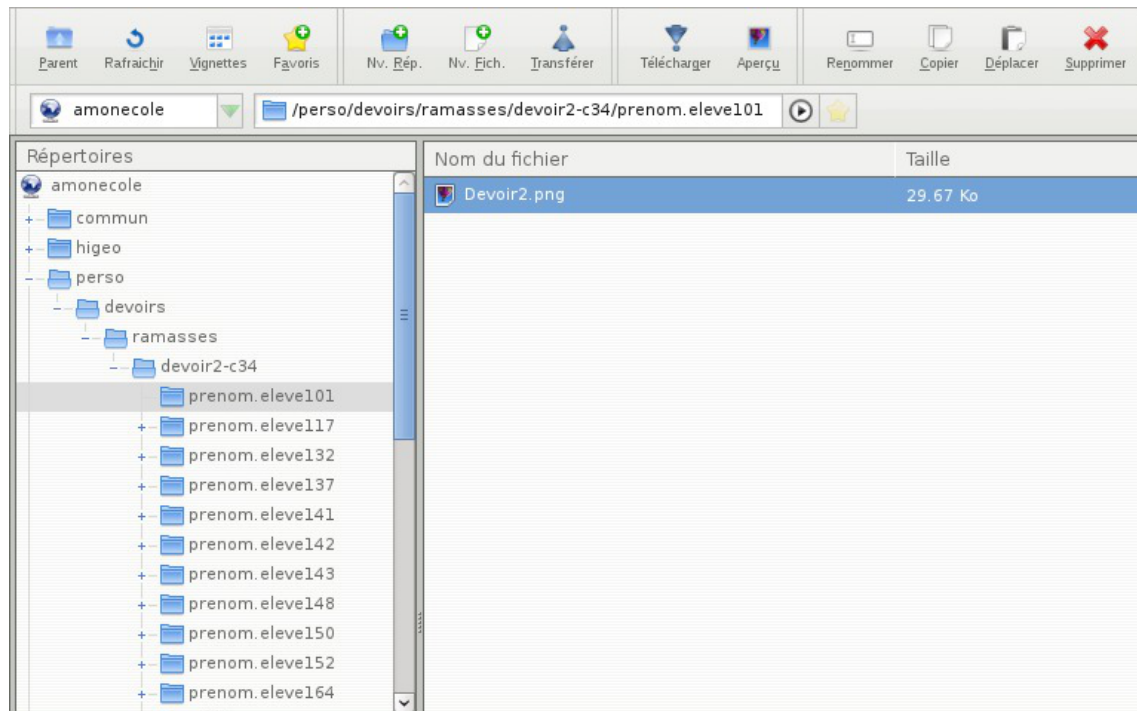 Parent Rafraichir Vignettes Favoris Nv. Rép. Nv. Fich. Transférer Télécharger Aperçu Renommer Copier Déplacer Supprimer
amonecole /perso/devoirs/ramasses/devoir2-c34/prenom.eleve101
Répertoires
amonecole
commun
higeo
perso
devoirs
ramasses
devoir2-c34
prenom.eleve101
prenom.eleve117
prenom.eleve132
prenom.eleve137
prenom.eleve141
prenom.eleve142
prenom.eleve143
prenom.eleve148
prenom.eleve150
prenom.eleve152
prenom.eleve164
Nom du fichier Taille
Devoir2.png 29.67 Ko